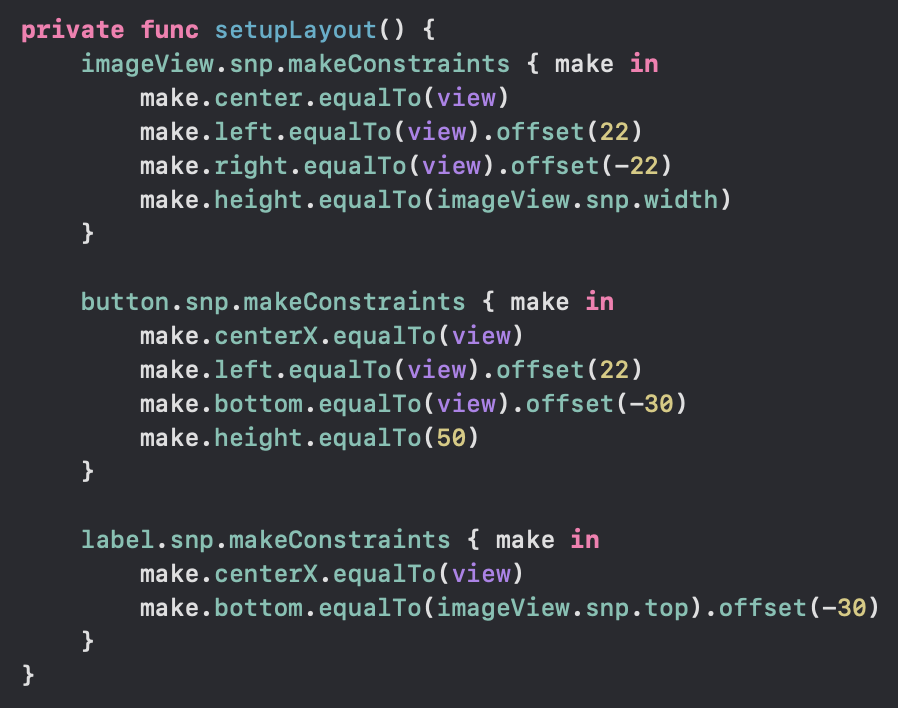 private func setupLayout() {
    imageView.snp.makeConstraints { make in
        make.center.equalTo(view)
        make.left.equalTo(view).offset(22)
        make.right.equalTo(view).offset(-22)
        make.height.equalTo(imageView.snp.width)
    }

    button.snp.makeConstraints { make in
        make.centerX.equalTo(view)
        make.left.equalTo(view).offset(22)
        make.bottom.equalTo(view).offset(-30)
        make.height.equalTo(50)
    }

    label.snp.makeConstraints { make in
        make.centerX.equalTo(view)
        make.bottom.equalTo(imageView.snp.top).offset(-30)
    }
}